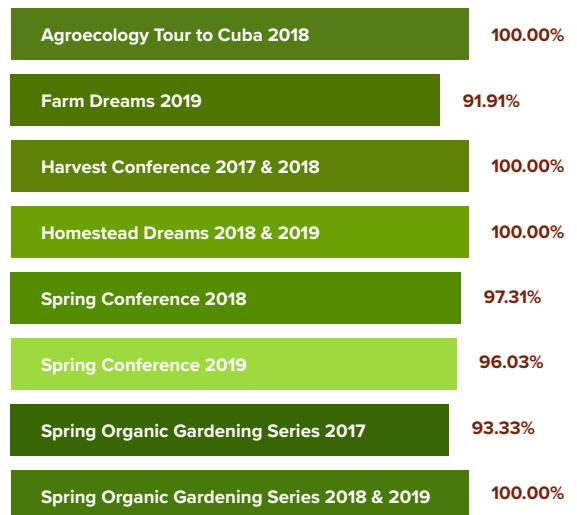 Agroecology Tour to Cuba 2018 100.00%
Farm Dreams 2019 91.91%
Harvest Conference 2017 & 2018 100.00%
Homestead Dreams 2018 & 2019 100.00%
Spring Conference 2018 97.31%
Spring Conference 2019 96.03%
Spring Organic Gardening Series 2017 93.33%
Spring Organic Gardening Series 2018 & 2019 100.00%